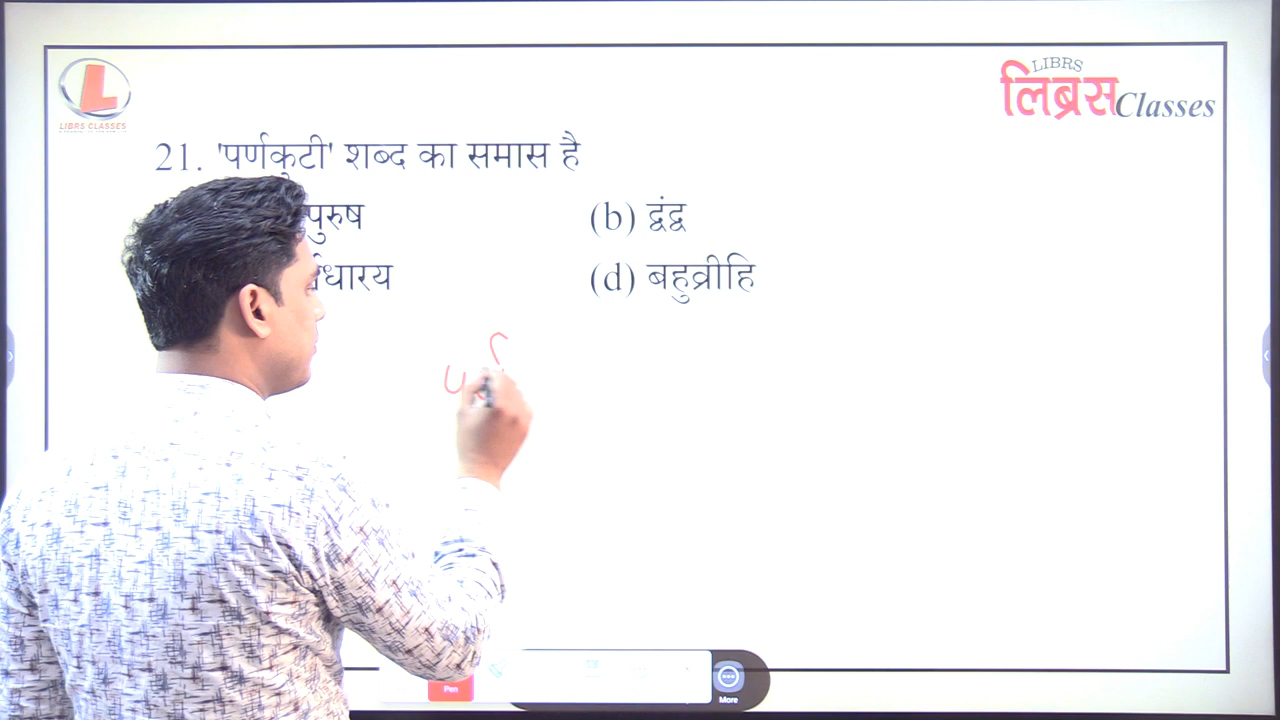 LIBRS
लिब्रस Classes
LIBRS CLASSES
21. 'पर्णकुटी' शब्द का समास है
पुरुष (b) द्वंद्व
धारय (d) बहुव्रीहि
Pen
More